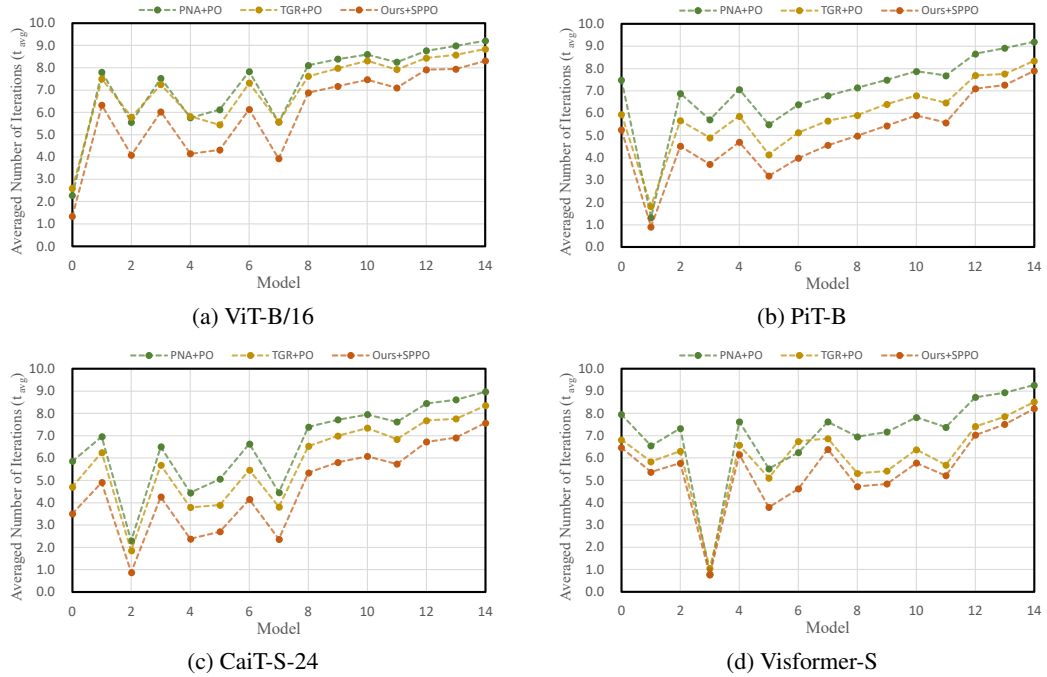 PNA+PO TGR+PO Ours+SPPO
10.0
9.0
8.0
7.0
6.0
5.0
4.0
3.0
2.0
1.0
0.0
Averaged Number of Iterations (t avg)
0 2 4 6 8 10 12 14
Model
(a) ViT-B/16
PNA+PO TGR+PO Ours+SPPO
10.0
9.0
8.0
7.0
6.0
5.0
4.0
3.0
2.0
1.0
0.0
Averaged Number of Iterations (t avg)
0 2 4 6 8 10 12 14
Model
(b) PiT-B
PNA+PO TGR+PO Ours+SPPO
10.0
9.0
8.0
7.0
6.0
5.0
4.0
3.0
2.0
1.0
0.0
Averaged Number of Iterations (t avg)
0 2 4 6 8 10 12 14
Model
(c) CaiT-S-24
PNA+PO TGR+PO Ours+SPPO
10.0
9.0
8.0
7.0
6.0
5.0
4.0
3.0
2.0
1.0
0.0
Averaged Number of Iterations (t avg)
0 2 4 6 8 10 12 14
Model
(d) Visformer-S